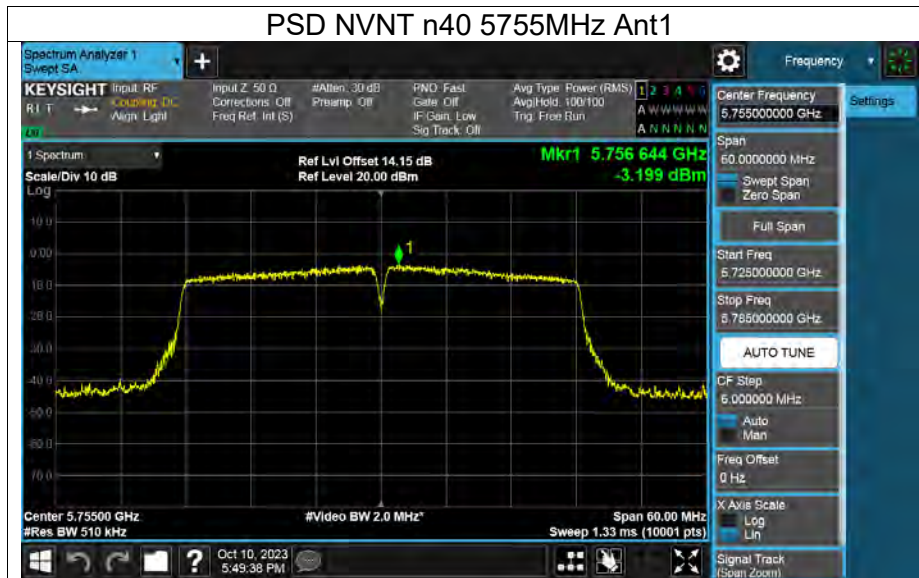 PSD NVNT n40 5755MHz Ant1
Spectrum Analyzer 1
Swept SA
+
Frequency
KEYSIGHT Input: RF
R L T Coupling: DC
Align: Light
Input Z: 50 Ω
Corrections: Off
Freq Ref: Int (S)
#Atten: 30 dB
Preamp: Off
PNO: Fast
Gate: Off
IF Gain: Low
Sig Track: Off
Avg Type: Power (RMS)
Avg|Hold: 100/100
Trig: Free Run
1 2 3 4 5 6
A W W W W W
A N N N N N
1 Spectrum
Scale/Div 10 dB
Log
Ref Lvl Offset 14.15 dB
Ref Level 20.00 dBm
Mkr1 5.756 644 GHz
-3.199 dBm
10.0
0.00
1
Center 5.75500 GHz
#Res BW 510 kHz
#Video BW 2.0 MHz*
Span 60.00 MHz
Sweep 1.33 ms (10001 pts)
Center Frequency
5.755000000 GHz
Settings
Span
60.0000000 MHz
Swept Span
Zero Span
Full Span
Start Freq
5.725000000 GHz
Stop Freq
5.785000000 GHz
AUTO TUNE
CF Step
6.000000 MHz
Auto
Man
Freq Offset
0 Hz
X Axis Scale
Log
Lin
Signal Track
(Span Zoom)
?
Oct 10, 2023
5:49:38 PM